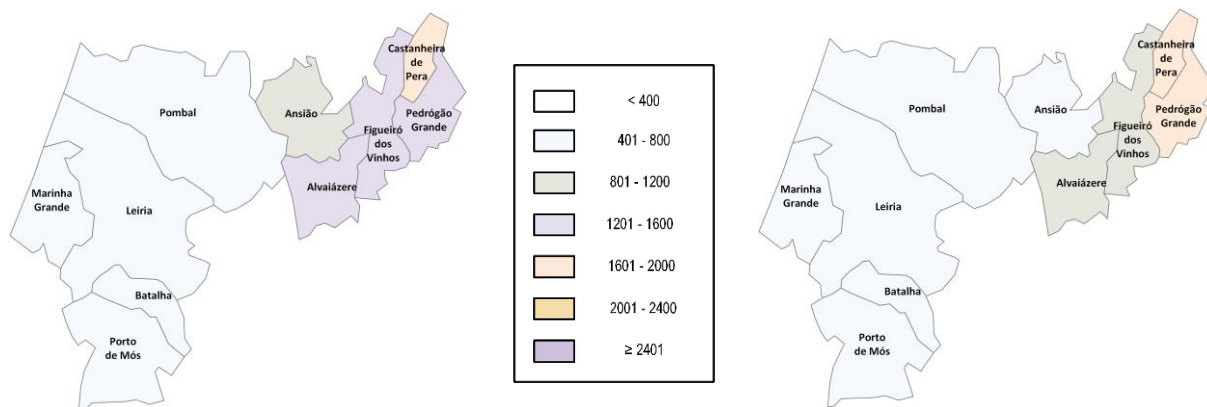 Castanheira
de
Pera
Pombal
Ansião
Pedrógão
Grande
Figueiró
dos
Vinhos
Alvaiázere
Marinha
Grande
Leiria
Batalha
Porto
de Mós
< 400
401 - 800
801 - 1200
1201 - 1600
1601 - 2000
2001 - 2400
≥ 2401
Castanheira
de
Pera
Pombal
Ansião
Pedrógão
Grande
Figueiró
dos
Vinhos
Alvaiázere
Marinha
Grande
Leiria
Batalha
Porto
de Mós